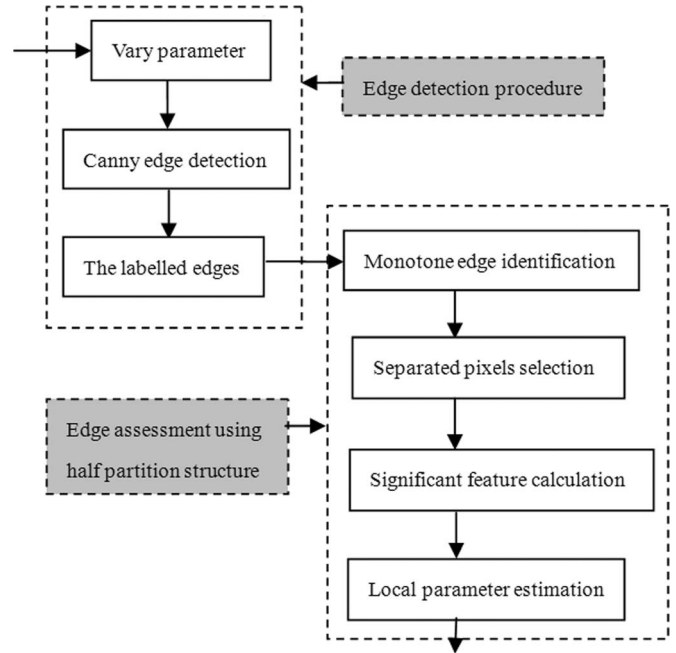 Vary parameter
Edge detection procedure
Canny edge detection
The labelled edges
Monotone edge identification
Separated pixels selection
Edge assessment using
half partition structure
Significant feature calculation
Local parameter estimation